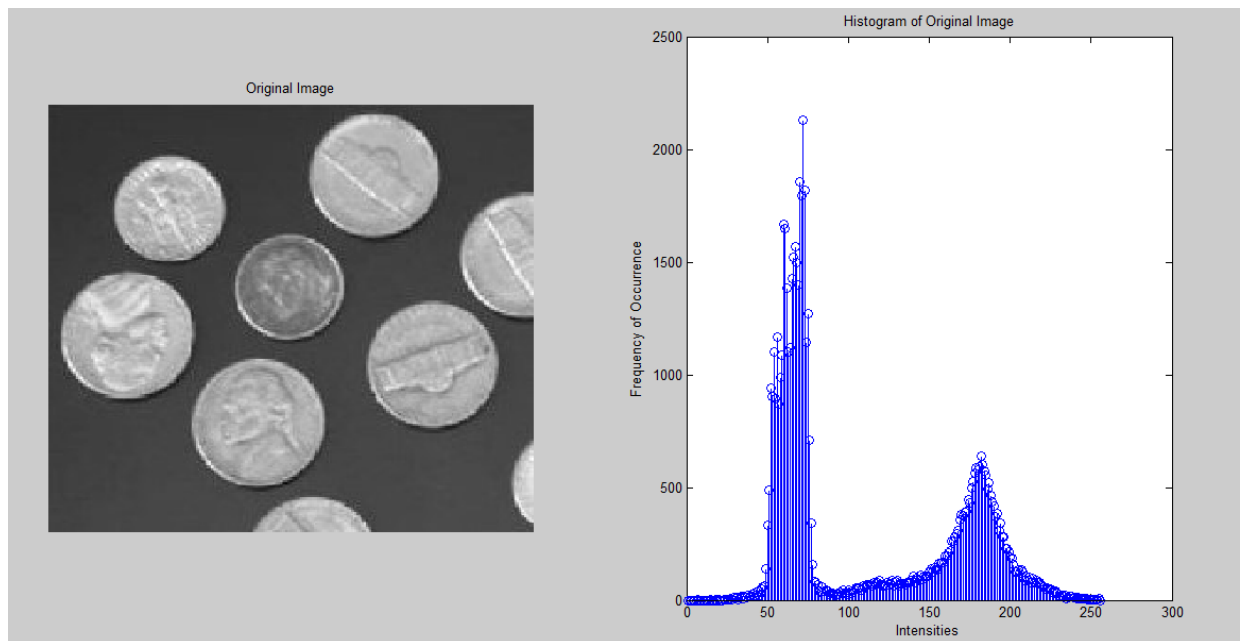 Original Image
Histogram of Original Image
Frequency of Occurrence
2500
2000
1500
1000
500
0
0 50 100 150 200 250 300
Intensities